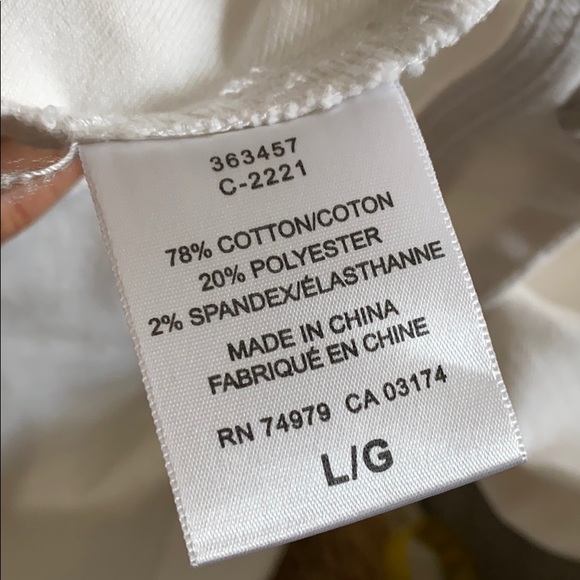 363457
C-2221
78% COTTON/COTON
20% POLYESTER
2% SPANDEX/ÉLASTHANNE
MADE IN CHINA
FABRIQUÉ EN CHINE
RN 74979 CA 03174
L/G